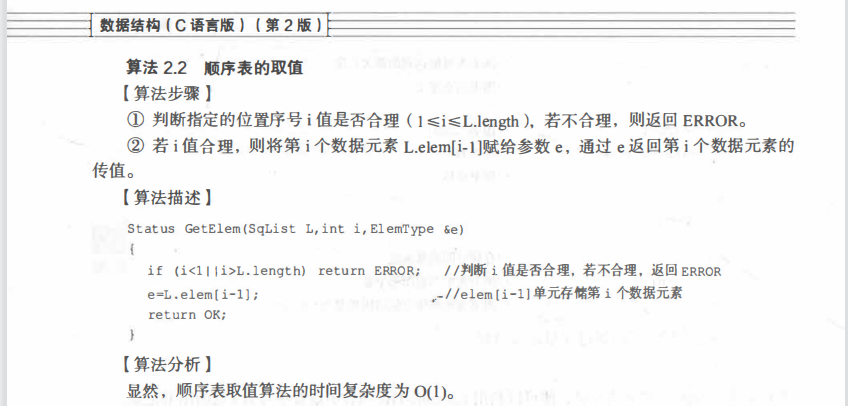 数据结构（C 语言版）（第 2 版）
算法 2.2 顺序表的取值
【算法步骤】
① 判断指定的位置序号 i 值是否合理（1≤i≤L.length），若不合理，则返回 ERROR。
② 若 i 值合理，则将第 i 个数据元素 L.elem[i-1]赋给参数 e，通过 e 返回第 i 个数据元素的
传值。
【算法描述】
Status GetElem(SqList L,int i,ElemType &e)
{
if (i<1||i>L.length) return ERROR; //判断 i 值是否合理，若不合理，返回 ERROR
e=L.elem[i-1]; //elem[i-1]单元存储第 i 个数据元素
return OK;
}
【算法分析】
显然，顺序表取值算法的时间复杂度为 O(1)。